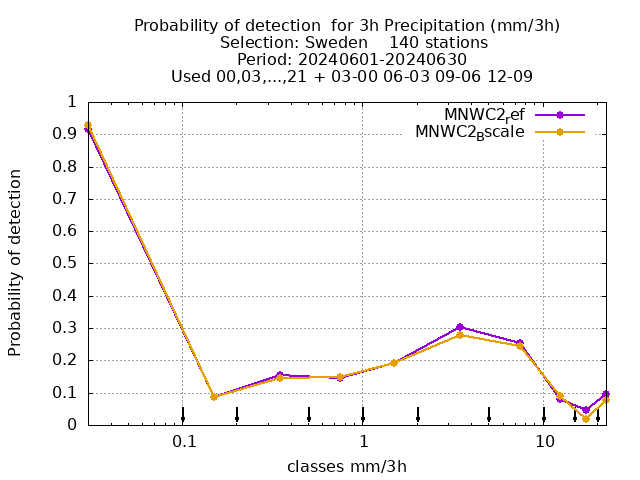 Probability of detection  for 3h Precipitation (mm/3h)
Selection: Sweden    140 stations
Period: 20240601-20240630
Used 00,03,...,21 + 03-00 06-03 09-06 12-09
MNWC2ref
MNWC2Bscale
1
0.9
0.8
0.7
0.6
0.5
0.4
0.3
0.2
0.1
0
Probability of detection
0.1 1 10
classes mm/3h